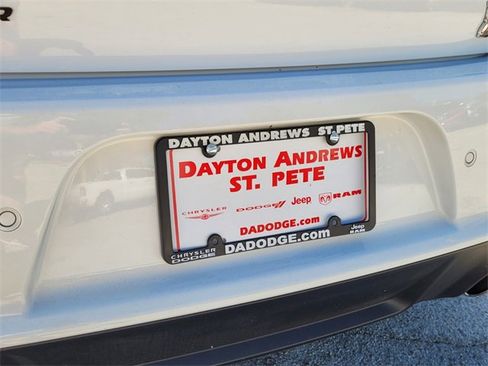 R
DAYTON ANDREWS ST. PETE
DAYTON ANDREWS
ST. PETE
CHRYSLER DODGE Jeep RAM
DADODGE.com
CHRYSLER
DODGE
DADODGE.com
Jeep
RAM